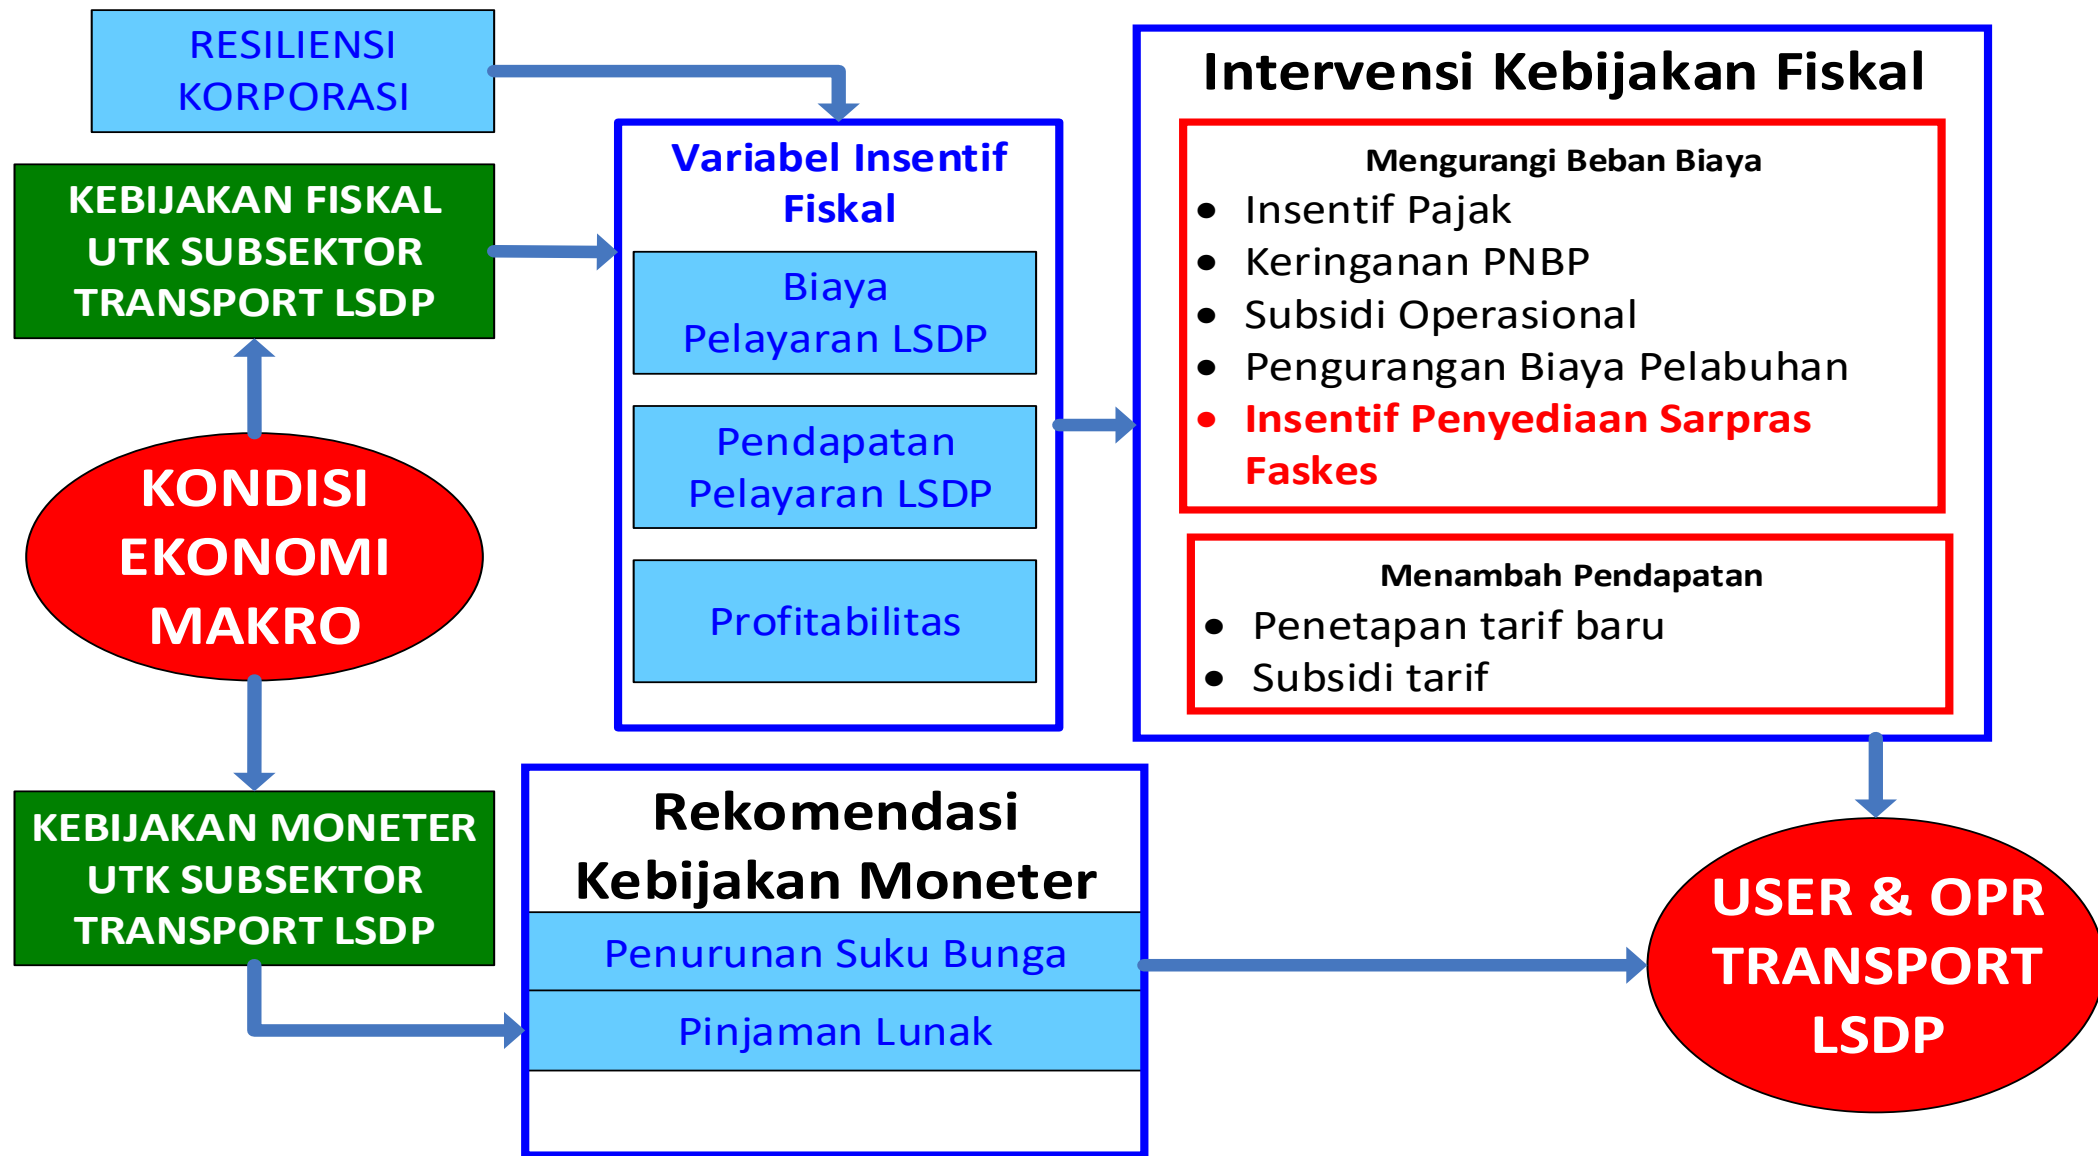 RESILIENSI
KORPORASI
KEBIJAKAN FISKAL
UTK SUBSEKTOR
TRANSPORT LSDP
KONDISI
EKONOMI
MAKRO
KEBIJAKAN MONETER
UTK SUBSEKTOR
TRANSPORT LSDP
Variabel Insentif
Fiskal
Biaya
Pelayaran LSDP
Pendapatan
Pelayaran LSDP
Profitabilitas
Intervensi Kebijakan Fiskal
Mengurangi Beban Biaya
• Insentif Pajak
• Keringanan PNBP
• Subsidi Operasional
• Pengurangan Biaya Pelabuhan
• Insentif Penyediaan Sarpras
Faskes
Menambah Pendapatan
• Penetapan tarif baru
• Subsidi tarif
Rekomendasi
Kebijakan Moneter
Penurunan Suku Bunga
Pinjaman Lunak
USER & OPR
TRANSPORT
LSDP